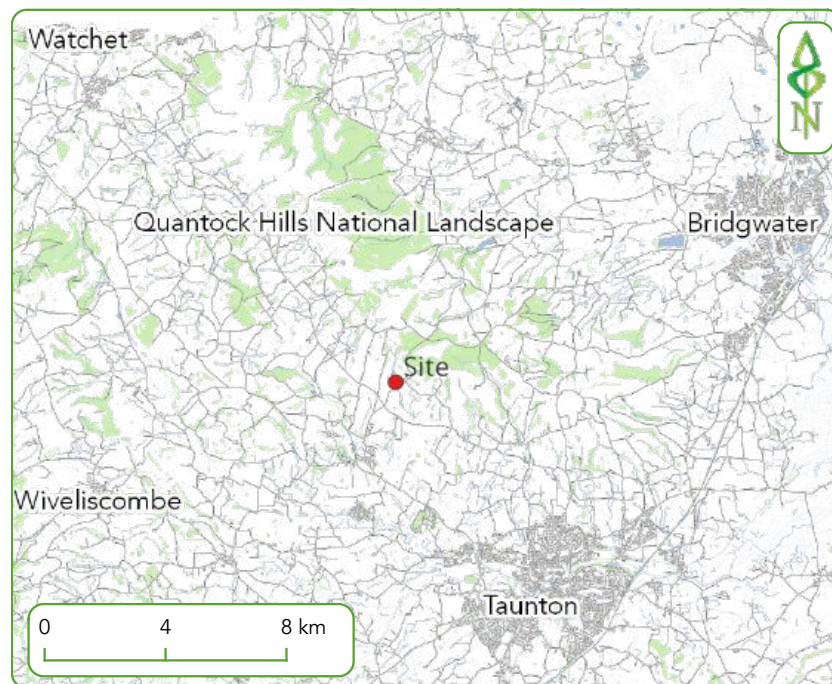 Watchet
N
Quantock Hills National Landscape
Bridgwater
Site
Wiveliscombe
Taunton
0 4 8 km